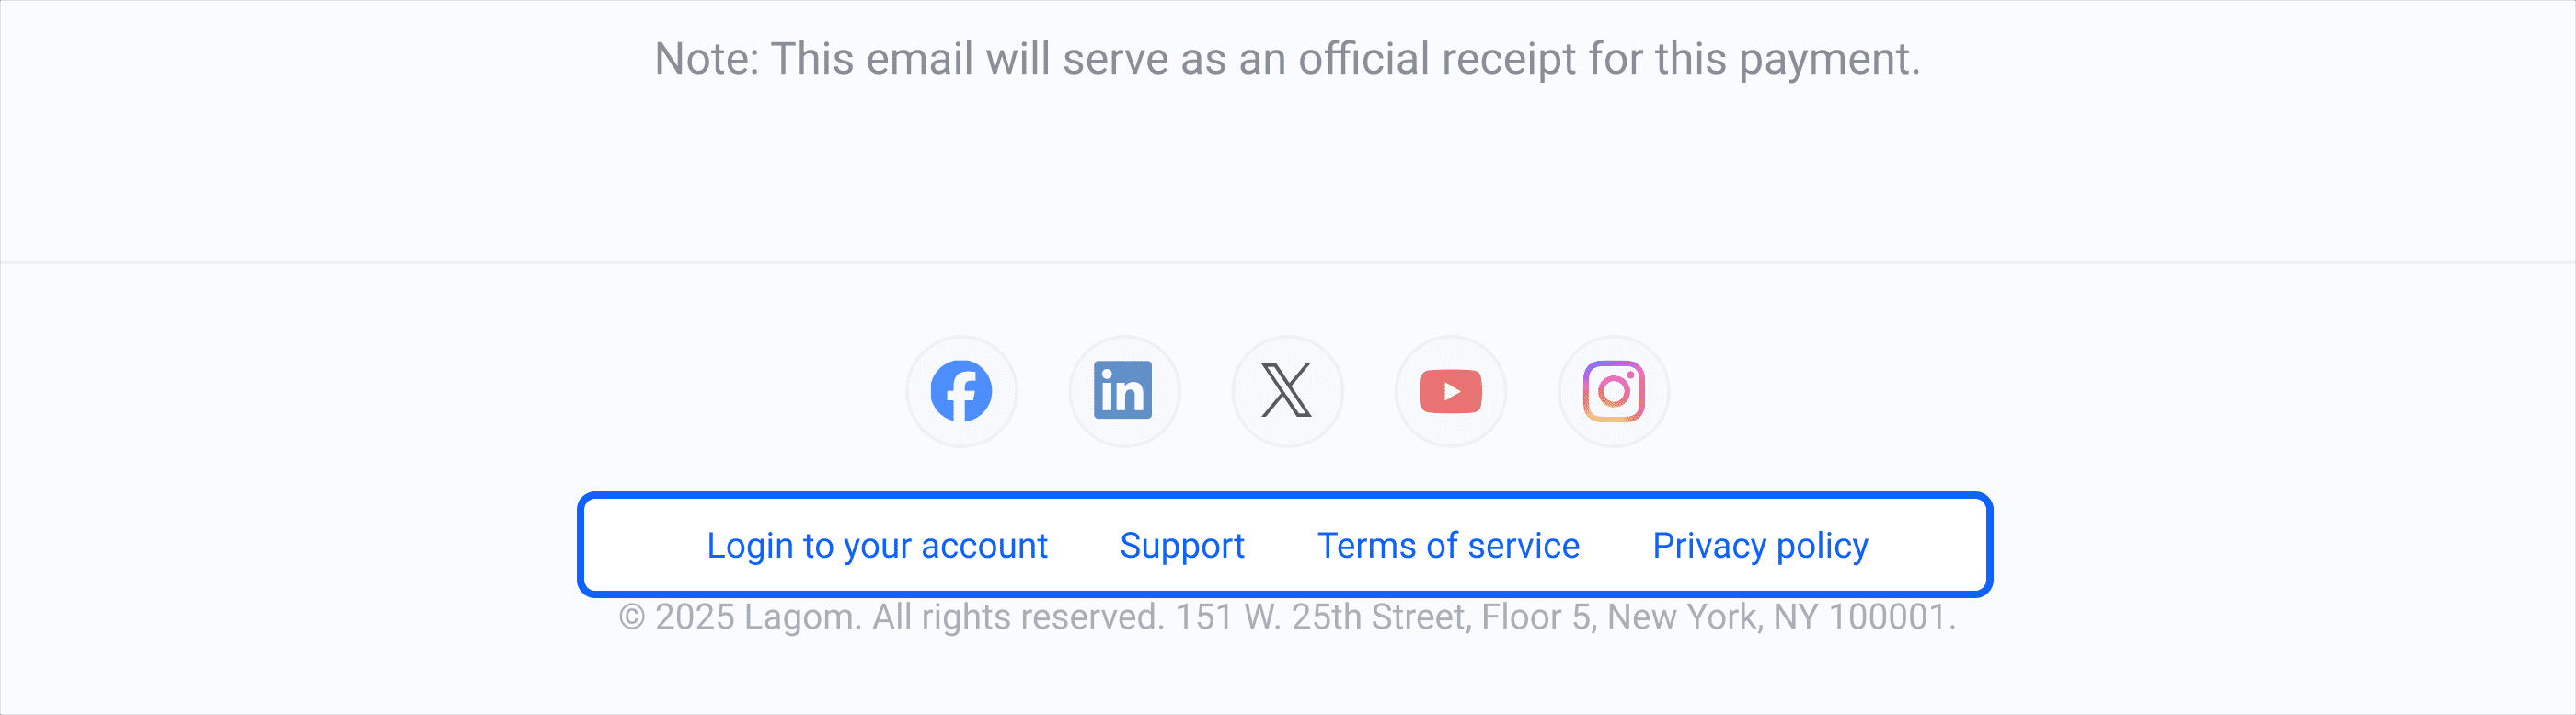 Note: This email will serve as an official receipt for this payment.
Login to your account Support Terms of service Privacy policy
© 2025 Lagom. All rights reserved. 151 W. 25th Street, Floor 5, New York, NY 100001.